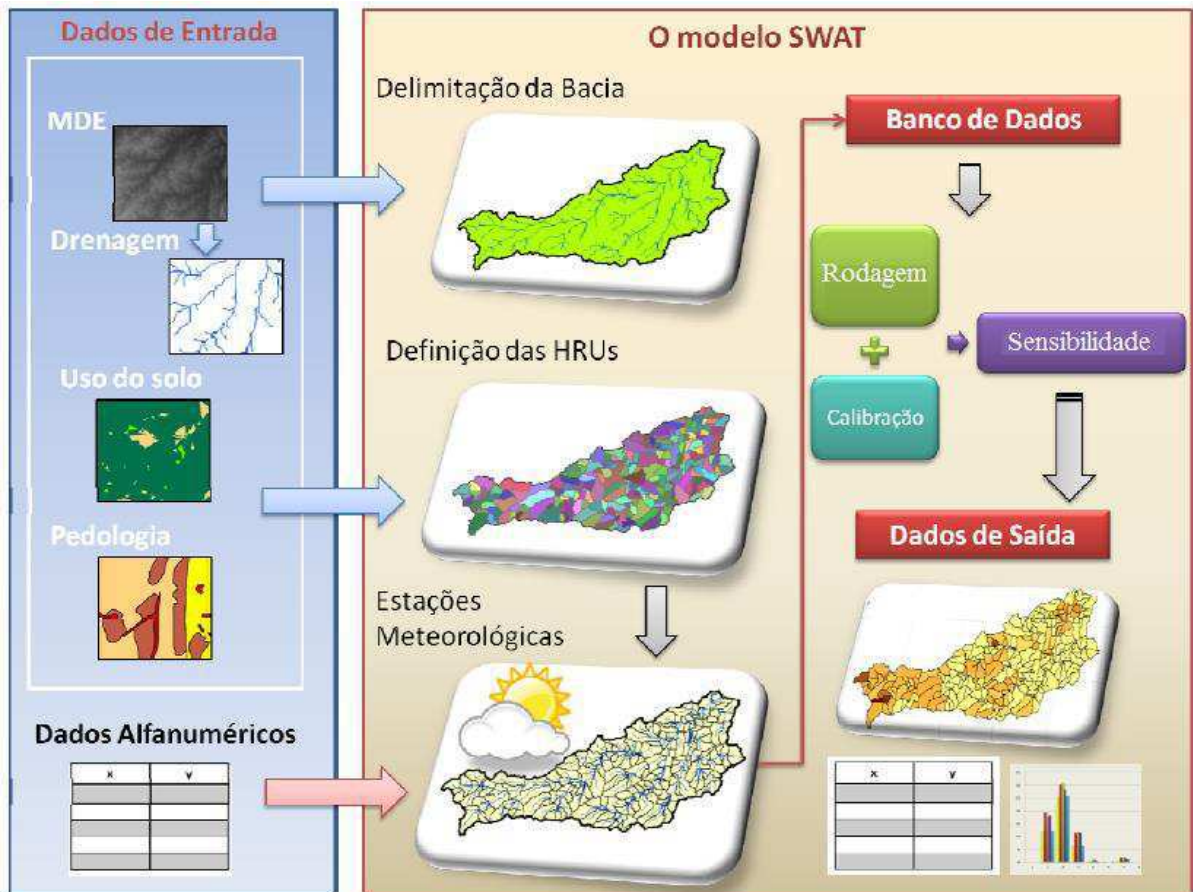 Dados de Entrada
MDE
Drenagem
Uso do solo
Pedologia
Dados Alfanuméricos
x y
O modelo SWAT
Delimitação da Bacia
Definição das HRUs
Estações
Meteorológicas
Banco de Dados
Rodagem
Calibração
Sensibilidade
Dados de Saída
x y